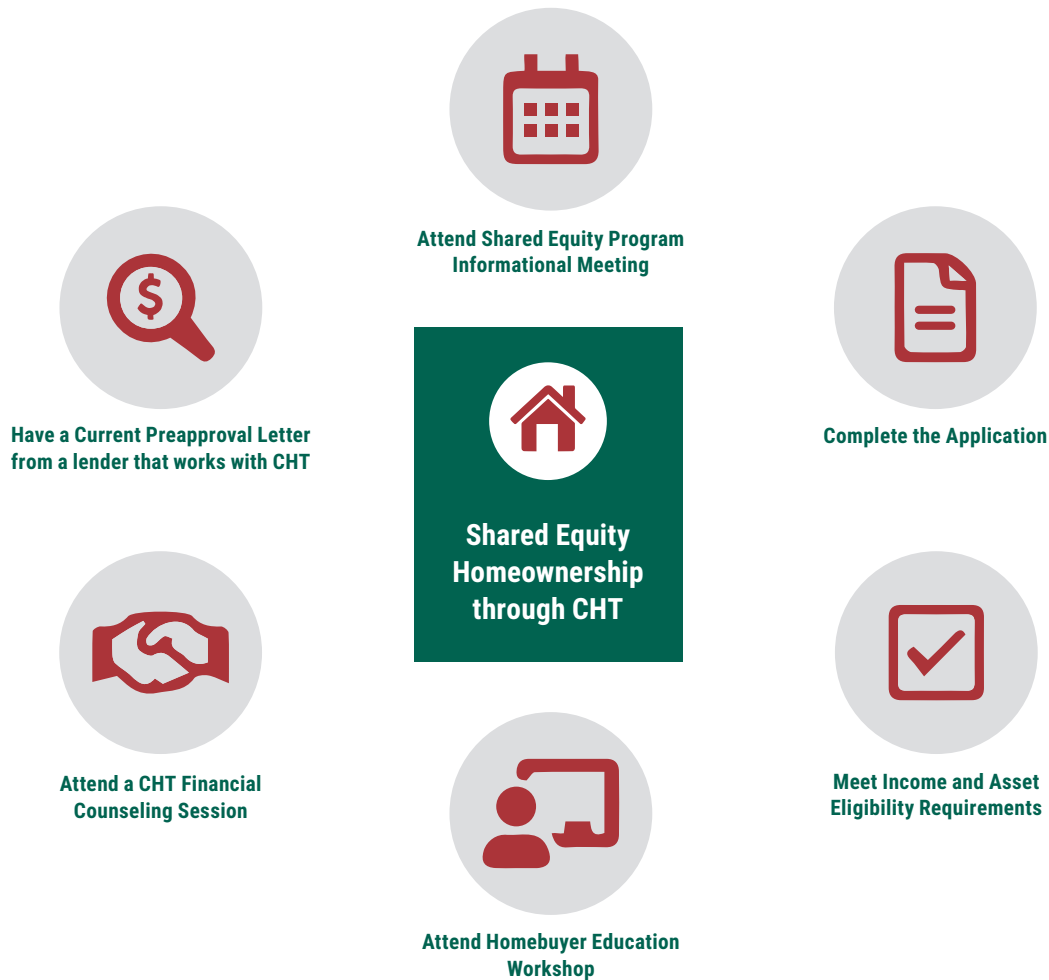 Attend Shared Equity Program
Informational Meeting
$
Have a Current Preapproval Letter
from a lender that works with CHT
Complete the Application
Shared Equity
Homeownership
through CHT
Attend a CHT Financial
Counseling Session
Meet Income and Asset
Eligibility Requirements
Attend Homebuyer Education
Workshop